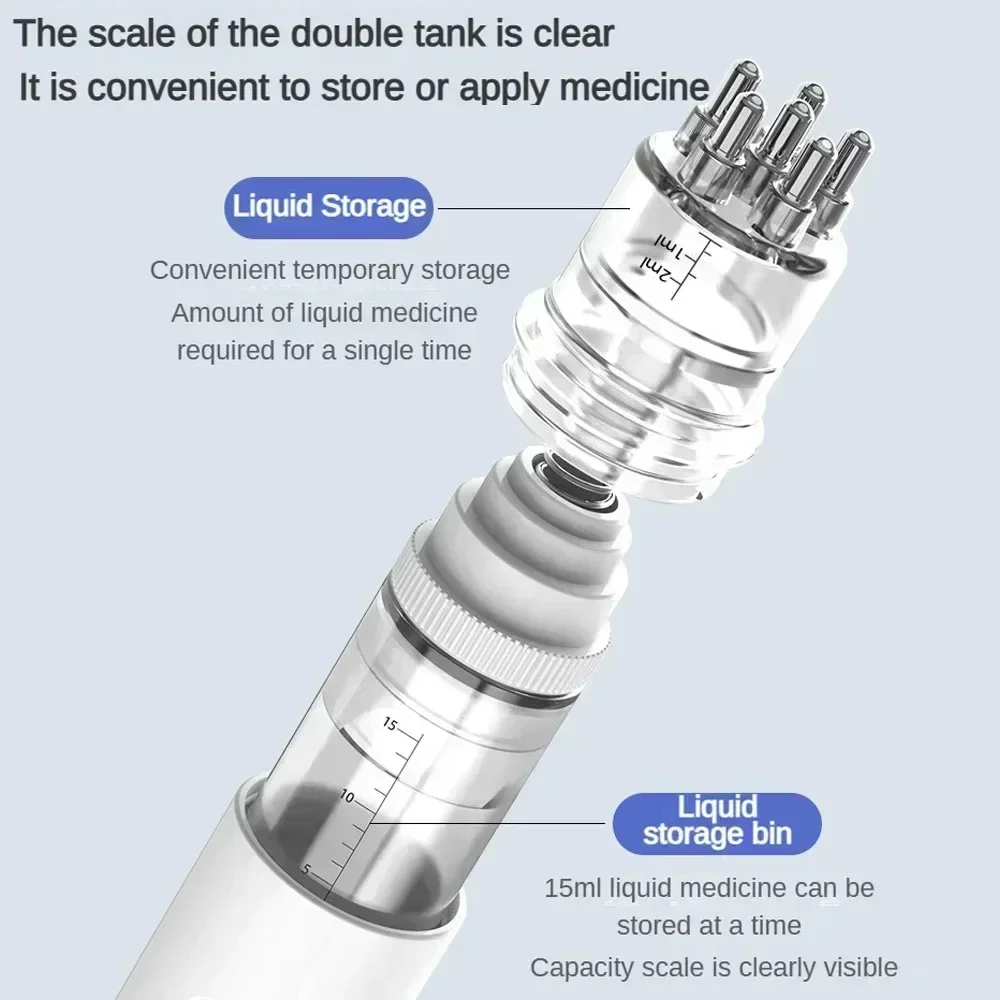 The scale of the double tank is clear
It is convenient to store or apply medicine
Liquid Storage
Convenient temporary storage
Amount of liquid medicine
required for a single time
1ml
2ml
15
10
5
Liquid
storage bin
15ml liquid medicine can be
stored at a time
Capacity scale is clearly visible